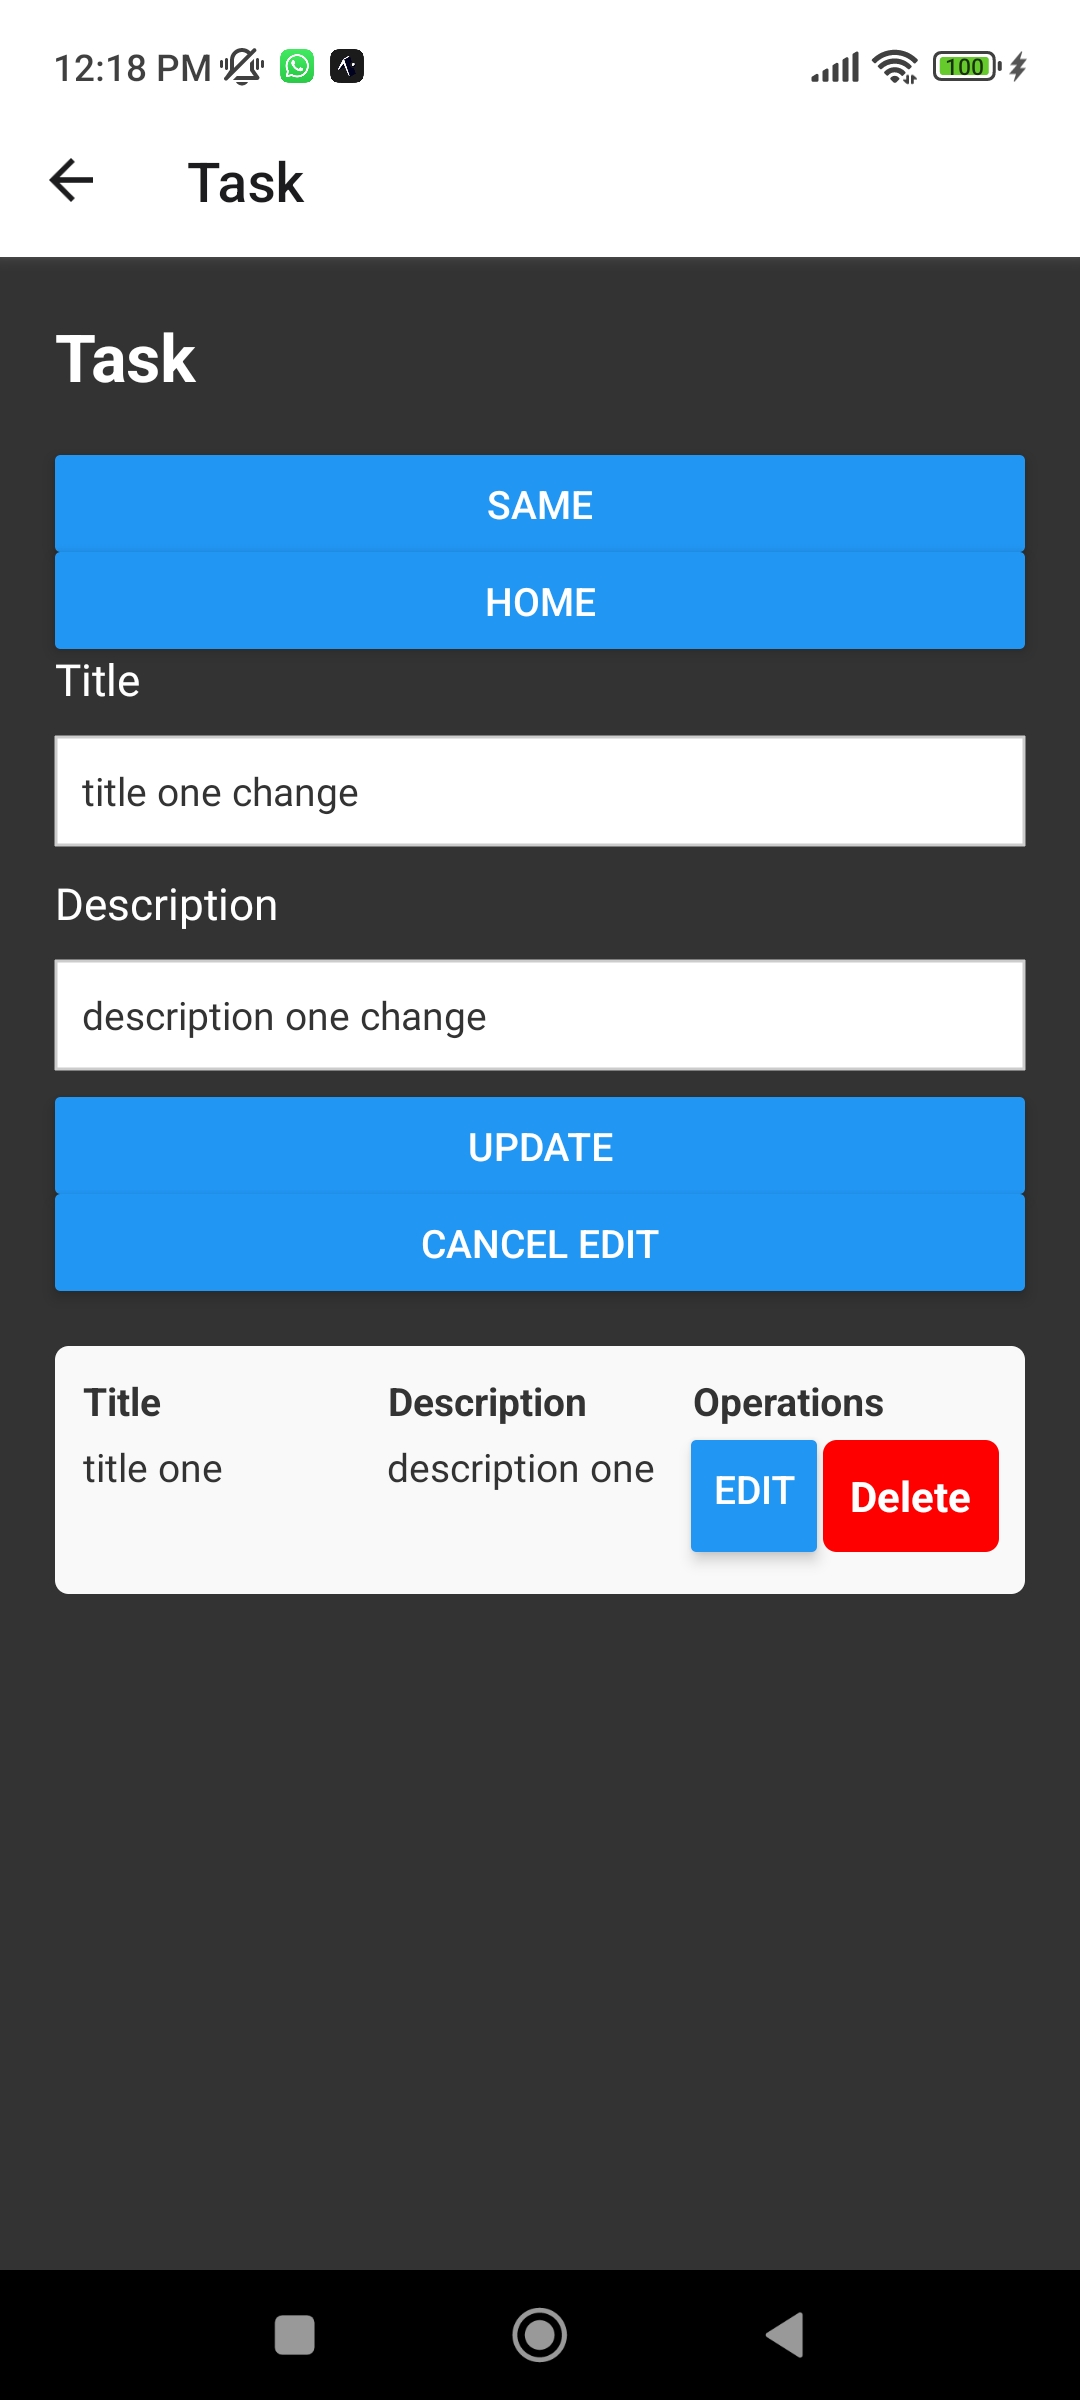 12:18 PM 100
Task
Task
SAME
HOME
Title
title one change
Description
description one change
UPDATE
CANCEL EDIT
Title Description Operations
title one description one EDIT Delete